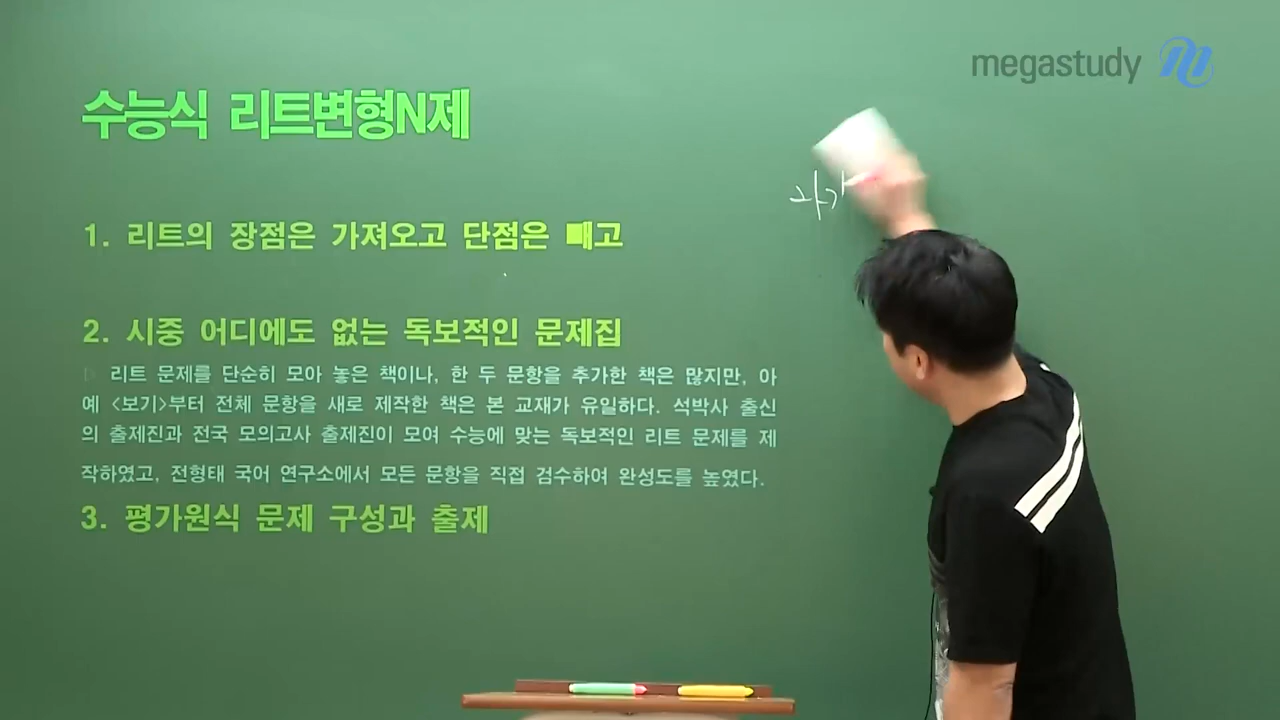 megastudy
수능식 리트변형N제
1. 리트의 장점은 가져오고 단점은 빼고
2. 시중 어디에도 없는 독보적인 문제집
리트 문제를 단순히 모아 놓은 책이나, 한 두 문항을 추가한 책은 많지만, 아
예 <보기>부터 전체 문항을 새로 제작한 책은 본 교재가 유일하다. 석박사 출신
의 출제진과 전국 모의고사 출제진이 모여 수능에 맞는 독보적인 리트 문제를 제
작하였고, 전형태 국어 연구소에서 모든 문항을 직접 검수하여 완성도를 높였다.
3. 평가원식 문제 구성과 출제